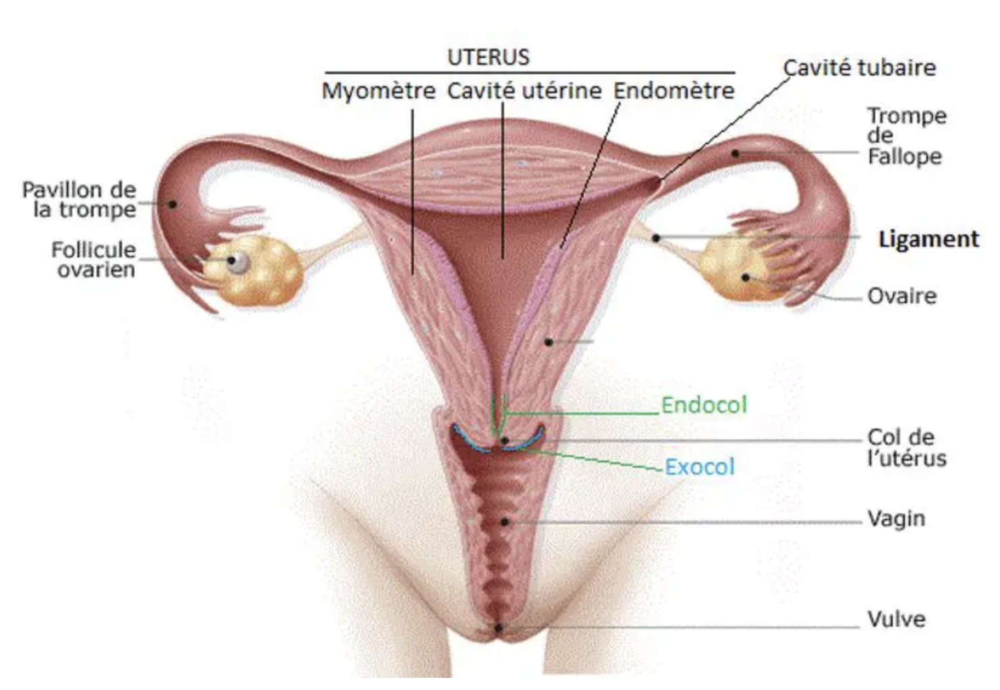 UTERUS
Myomètre Cavité utérine Endomètre
Cavité tubaire
Trompe
de
Fallope
Pavillon de
la trompe
Ligament
Follicule
ovarien
Ovaire
Endocol
Col de
l'utérus
Exocol
Vagin
Vulve